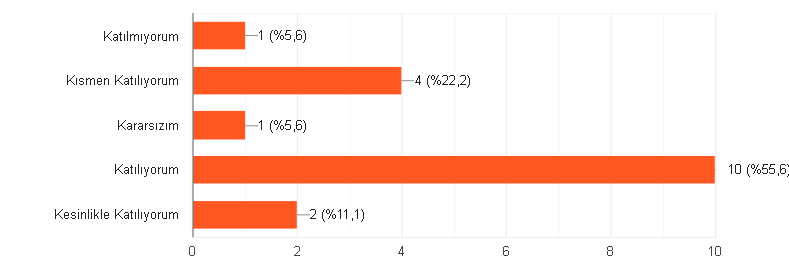 Katılmıyorum 1 (%5,6)
Kısmen Katılıyorum 4 (%22,2)
Kararsızım 1 (%5,6)
Katılıyorum 10 (%55,6)
Kesinlikle Katılıyorum 2 (%11,1)
0 2 4 6 8 10